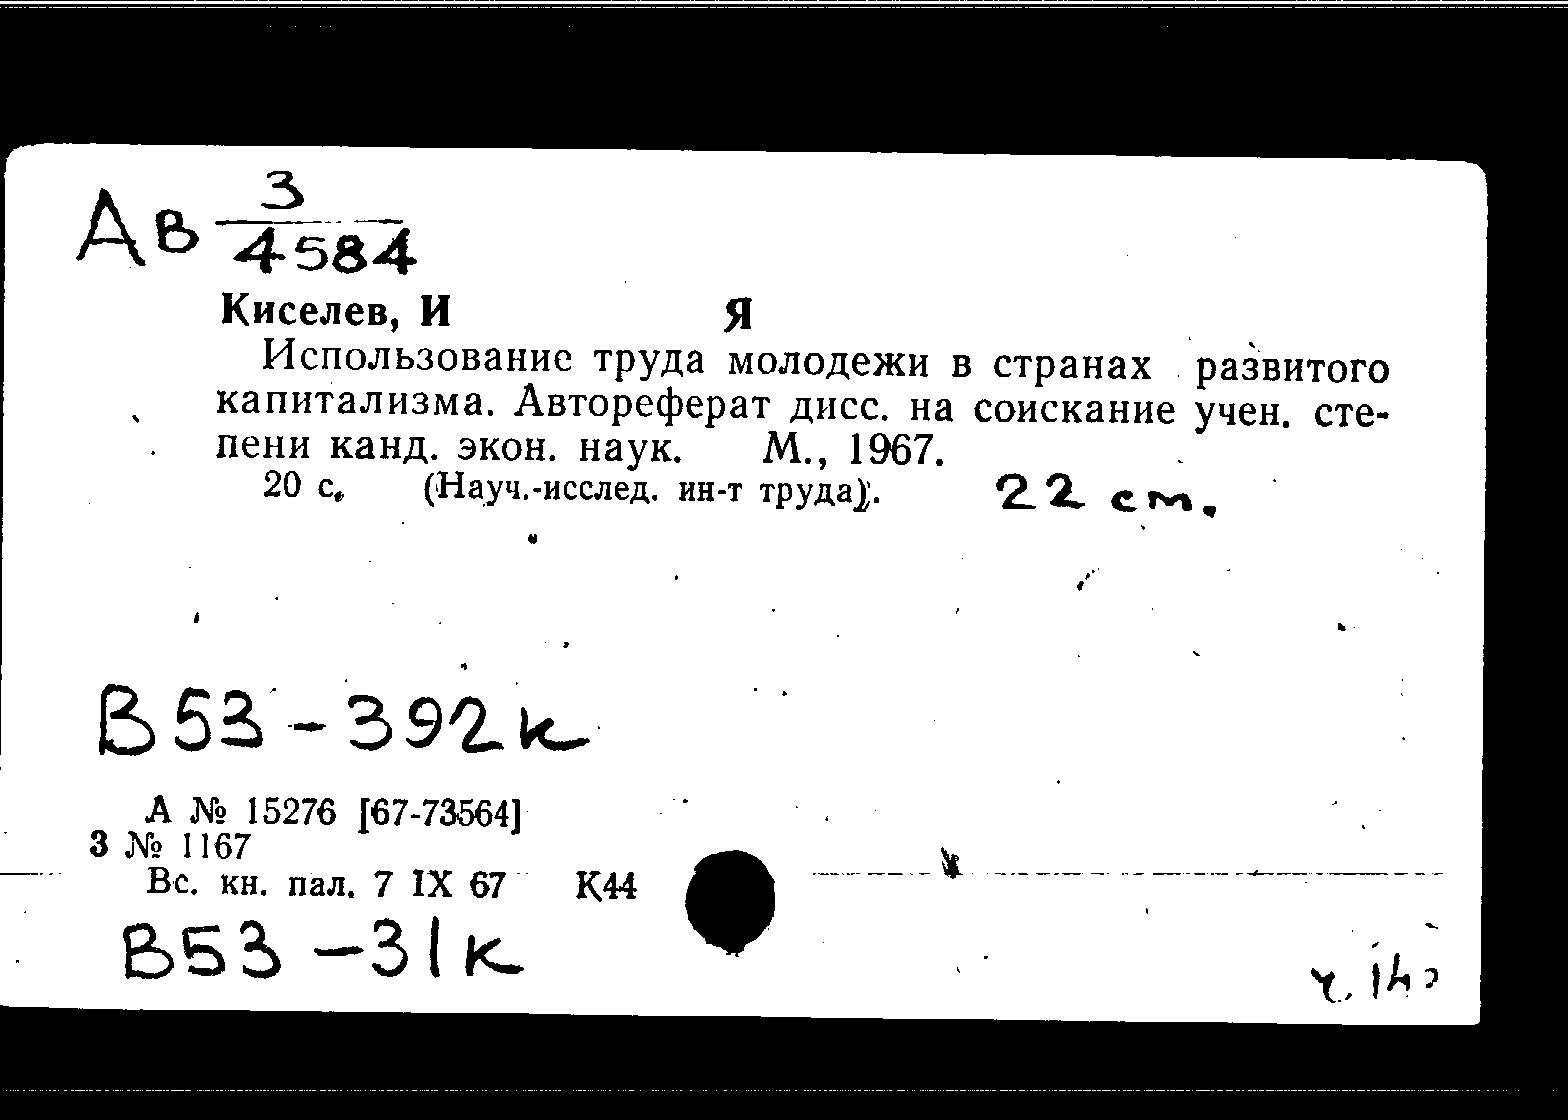 Ав 3
4584
Киселев, И Я
Использование труда молодежи в странах развитого
капитализма. Автореферат дисс. на соискание учен. сте-
пени канд. экон. наук. М., 1967.
20 с. (Науч.-исслед. ин-т труда). 22 см.
В53-392к
А № 15276 [67-73564]
З № 1167
Вс. кн. пал. 7 IX 67 К44
В53-31к